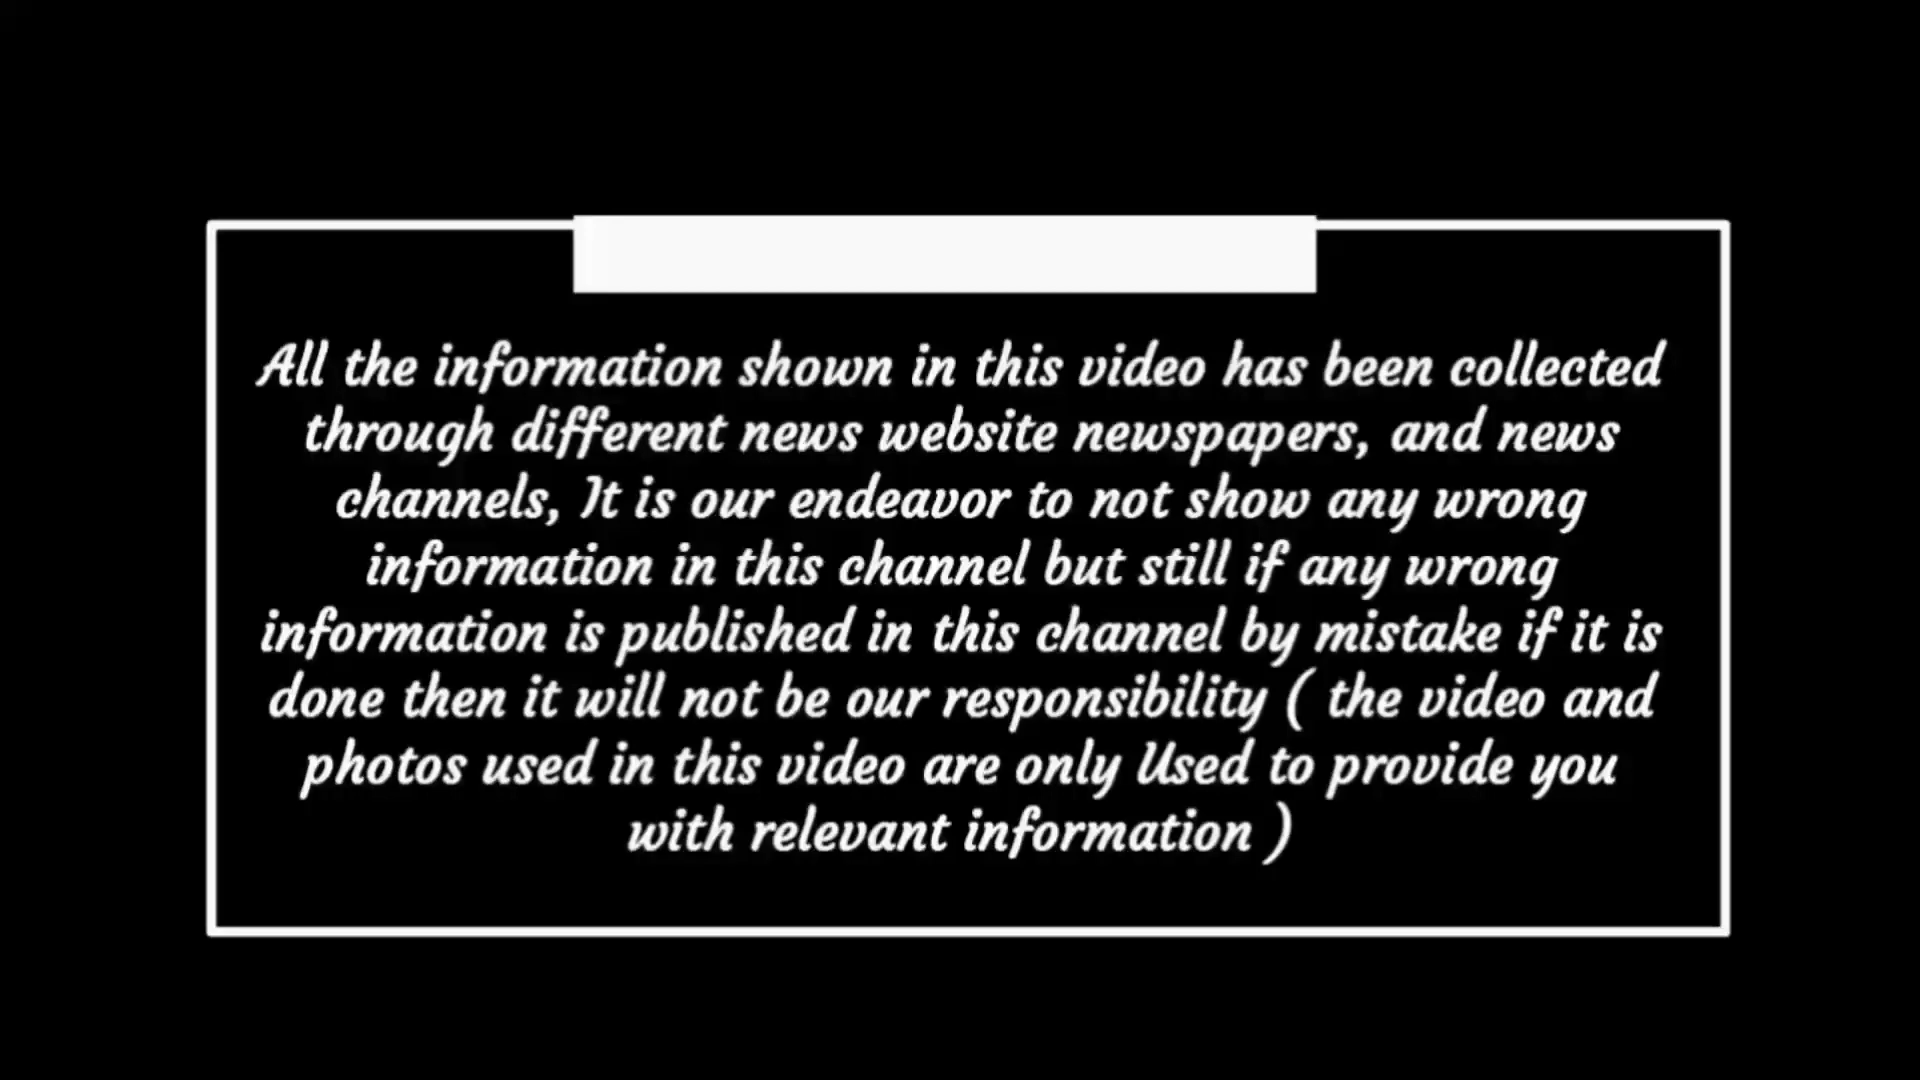 All the information shown in this video has been collected
through different news website newspapers, and news
channels, It is our endeavor to not show any wrong
information in this channel but still if any wrong
information is published in this channel by mistake if it is
done then it will not be our responsibility ( the video and
photos used in this video are only Used to provide you
with relevant information )